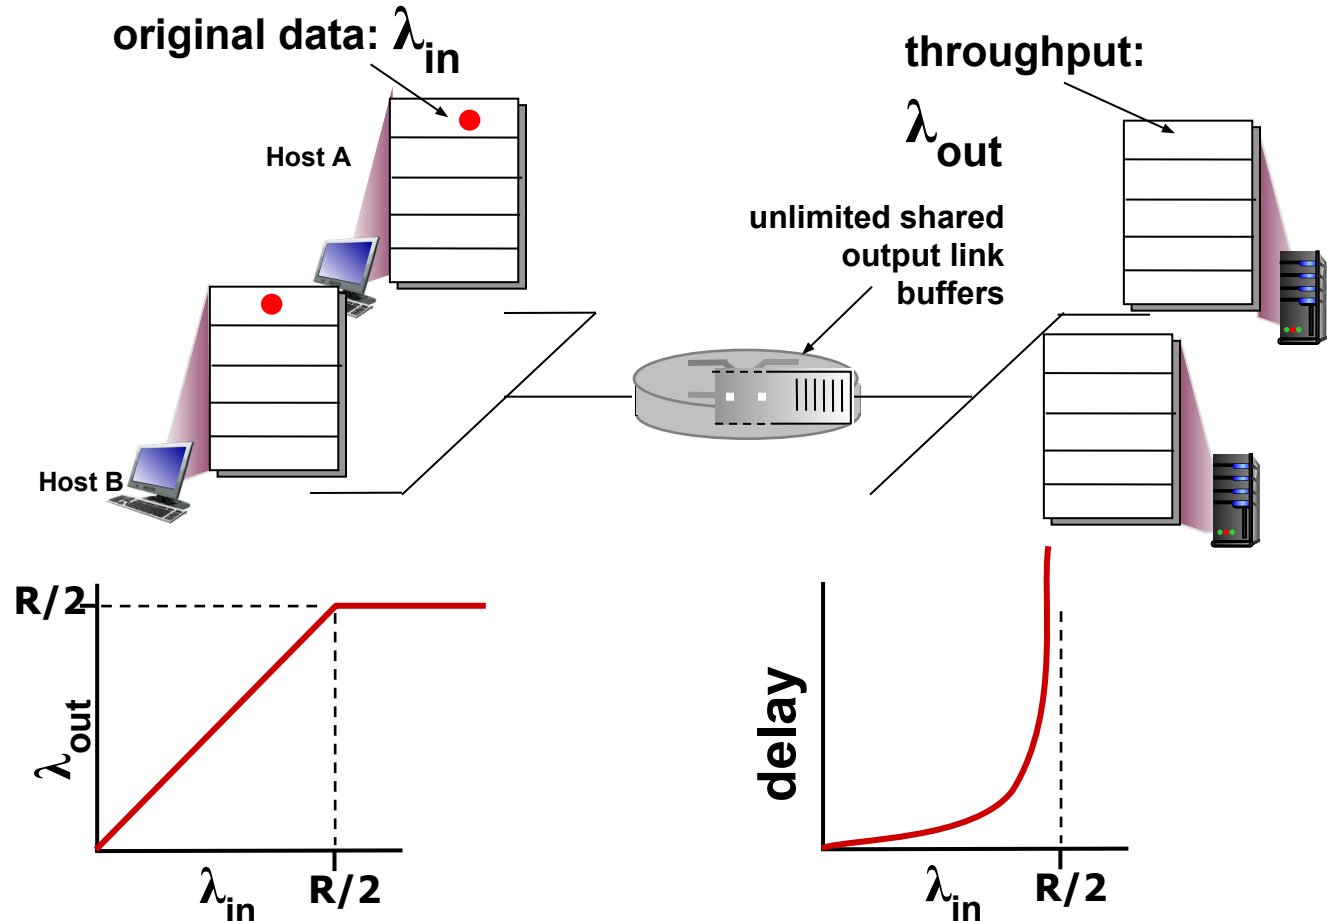 original data: λin
throughput:
λout
Host A
unlimited shared
output link
buffers
Host B
R/2
λout
λin
R/2
delay
λin
R/2